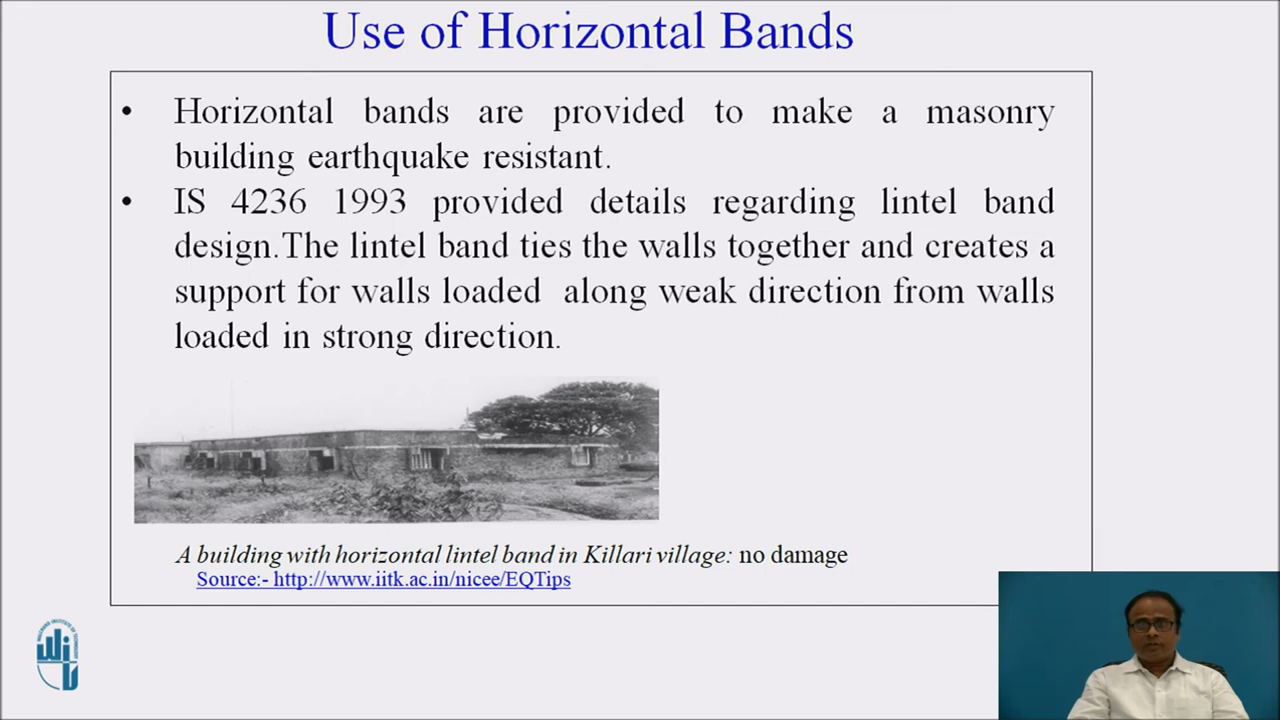 Use of Horizontal Bands
• Horizontal bands are provided to make a masonry
building earthquake resistant.
• IS 4236 1993 provided details regarding lintel band
design.The lintel band ties the walls together and creates a
support for walls loaded along weak direction from walls
loaded in strong direction.
A building with horizontal lintel band in Killari village: no damage
Source:- http://www.iitk.ac.in/nicee/EQTips